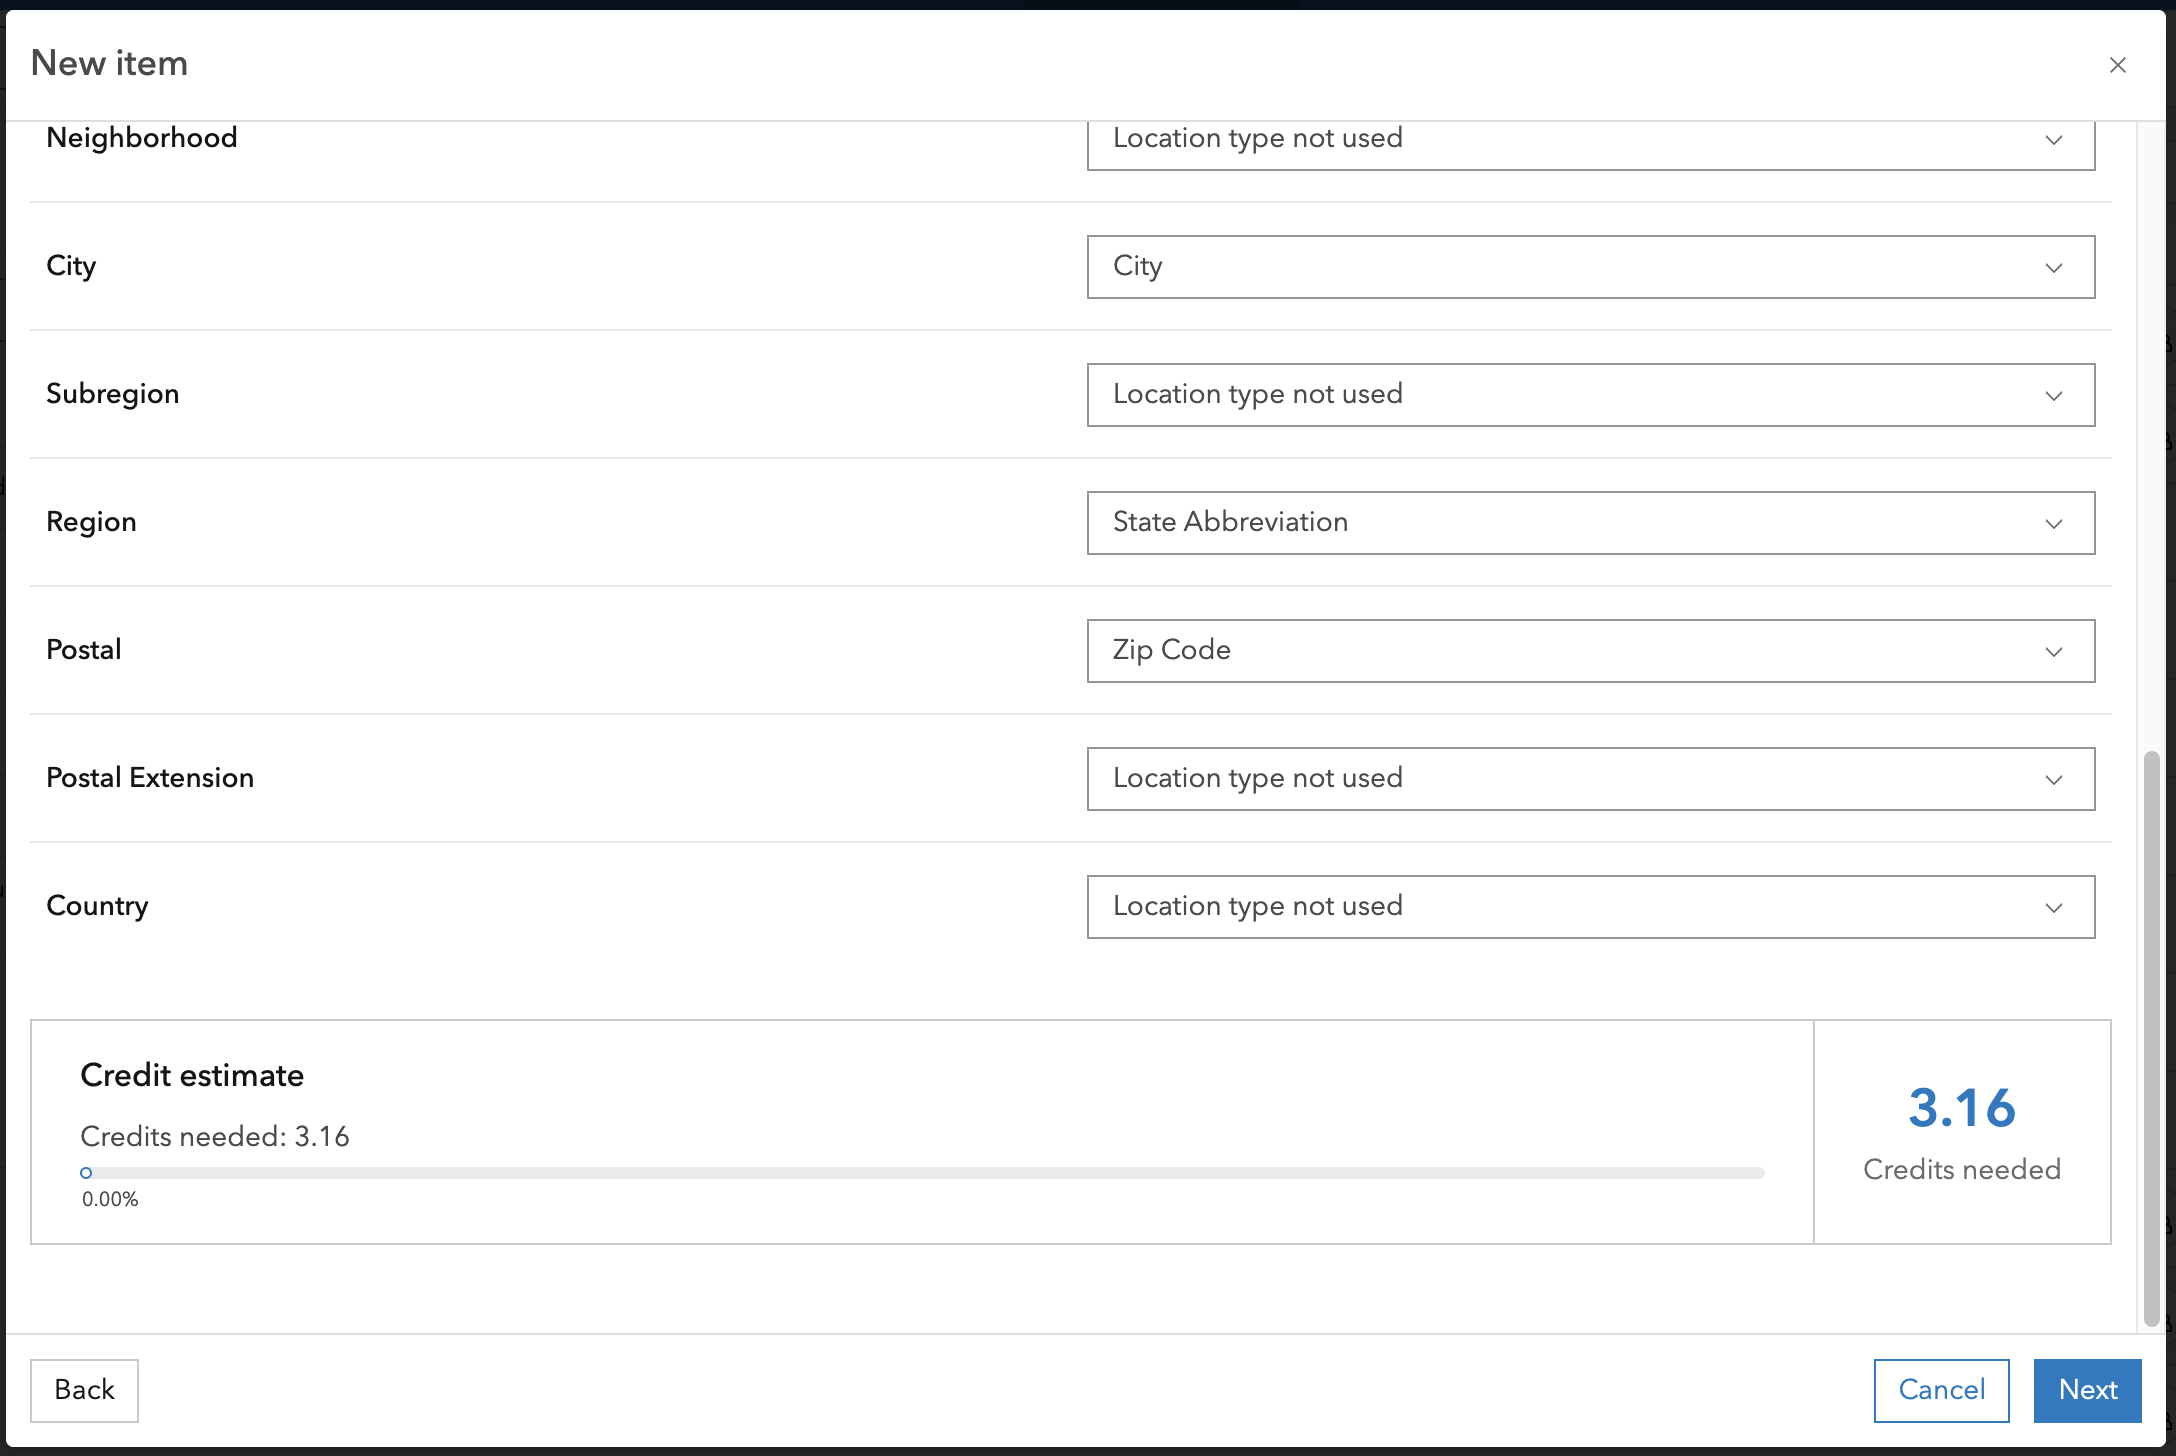 New item
Neighborhood
Location type not used
City
City
Subregion
Location type not used
Region
State Abbreviation
Postal
Zip Code
Postal Extension
Location type not used
Country
Location type not used
Credit estimate
Credits needed: 3.16
0.00%
3.16
Credits needed
Back
Cancel
Next